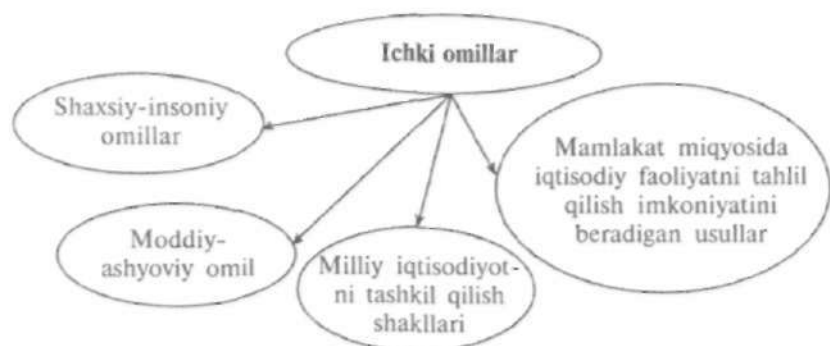 Ichki omillar
Shaxsiy-insoniy
omillar
Mamlakat miqyosida
iqtisodiy faoliyatni tahlil
qilish imkoniyatini
beradigan usullar
Moddiy-
ashyoviy omil
Milliy iqtisodiyot-
ni tashkil qilish
shakllari